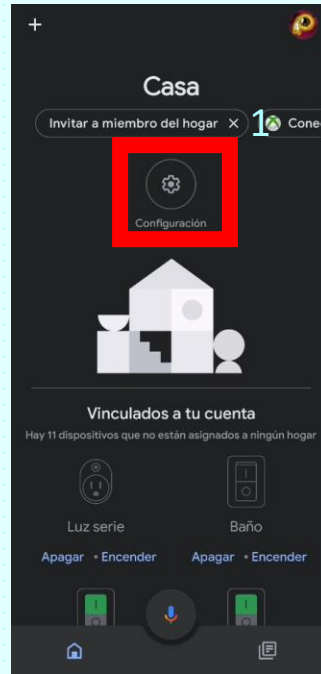 +
Casa
Invitar a miembro del hogar ×
1
Cone
Configuración
Vinculados a tu cuenta
Hay 11 dispositivos que no están asignados a ningún hogar
Luz serie
Baño
Apagar • Encender
Apagar • Encender